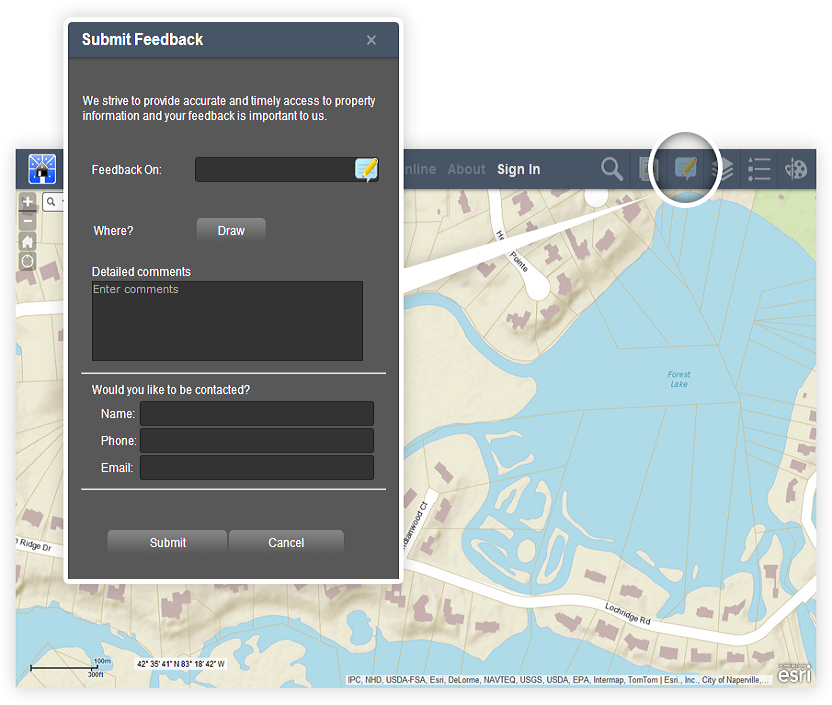 Submit Feedback
We strive to provide accurate and timely access to property
information and your feedback is important to us.
Feedback On:
Where?
Draw
Detailed comments
Enter comments
Would you like to be contacted?
Name:
Phone:
Email:
Submit
Cancel
nline About Sign In
Pointe
Forest
Lake
dianwood Ct
Ridge Dr
Lochridge Rd
100m
300ft
42° 35' 41" N 83° 18' 42" W
IPC, NHD, USDA-FSA, Esri, DeLorme, NAVTEQ, USGS, USDA, EPA, Intermap, TomTom | Esri., Inc., City of Naperville,...
POWERED BY
esri